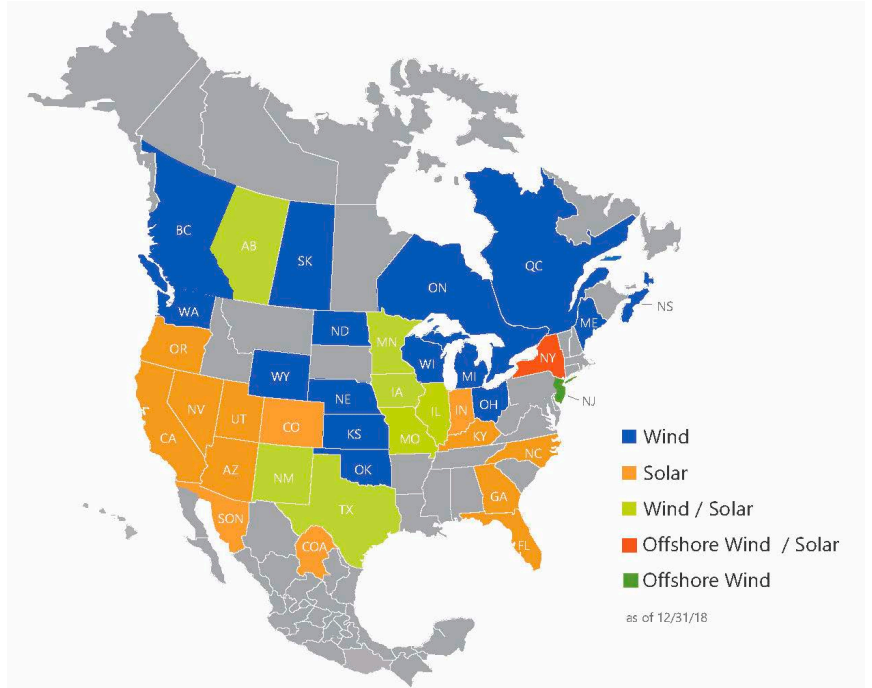 BC
AB
SK
ON
QC
NS
WA
ND
MN
ME
OR
WI
MI
NY
WY
NE
IA
NJ
NV
UT
CO
IL
IN
OH
CA
KS
MO
KY
AZ
NM
OK
NC
TX
GA
SON
COA
FL
Wind
Solar
Wind / Solar
Offshore Wind / Solar
Offshore Wind
as of 12/31/18